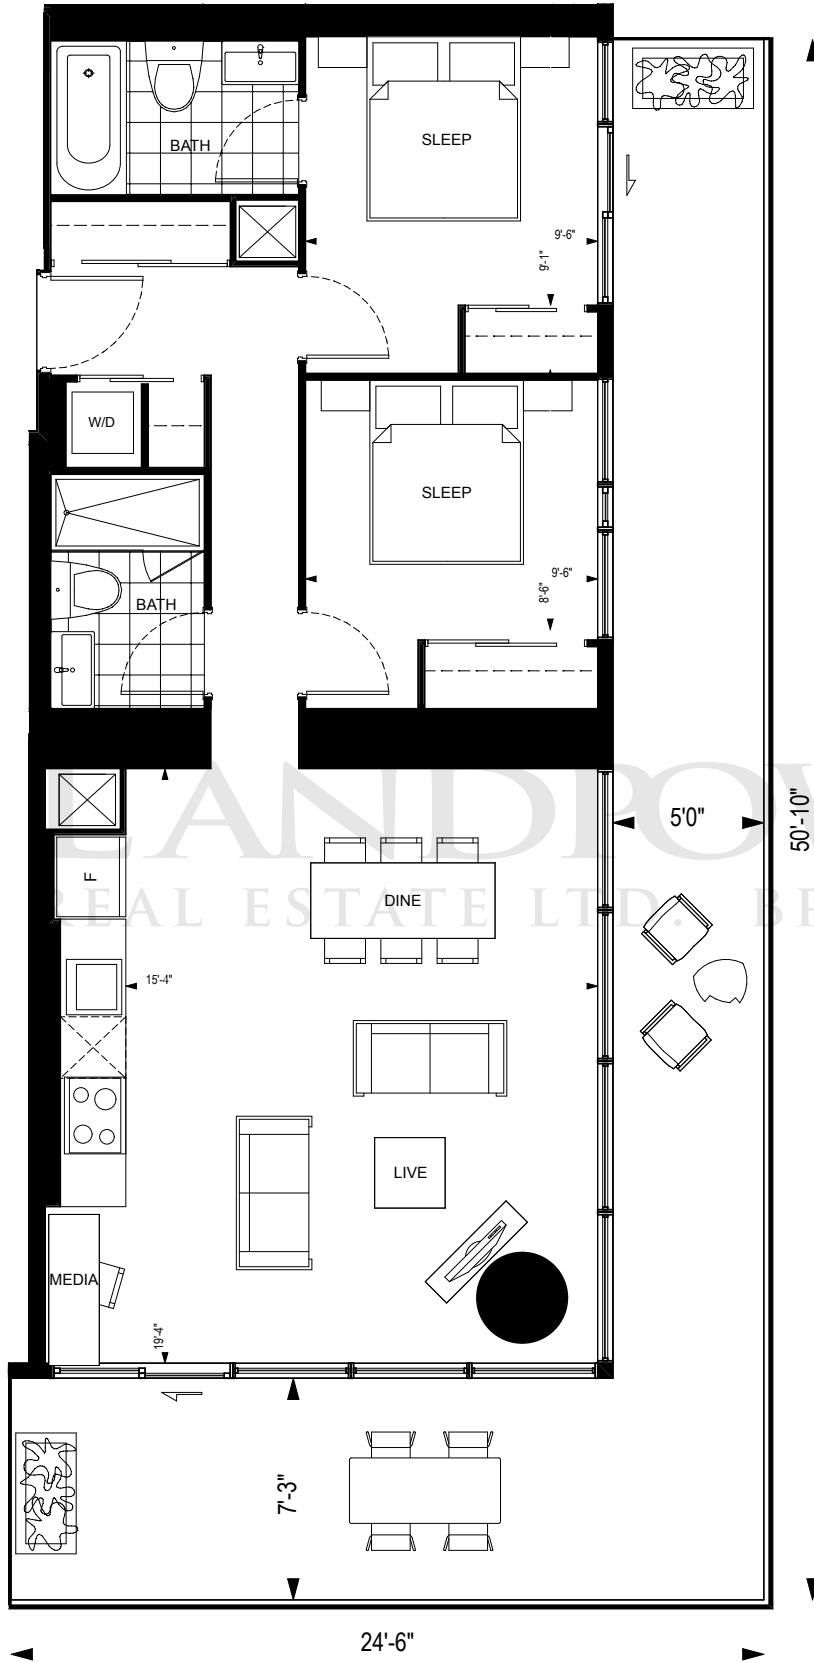 BATH
SLEEP
9'-6"
9'-1"
W/D
SLEEP
9'-6"
8'-6"
BATH
LANDPOW
REAL ESTATE LTD. BR
5'0"
50'-10"
F
DINE
15'-4"
LIVE
MEDIA
19'-4"
7'-3"
24'-6"